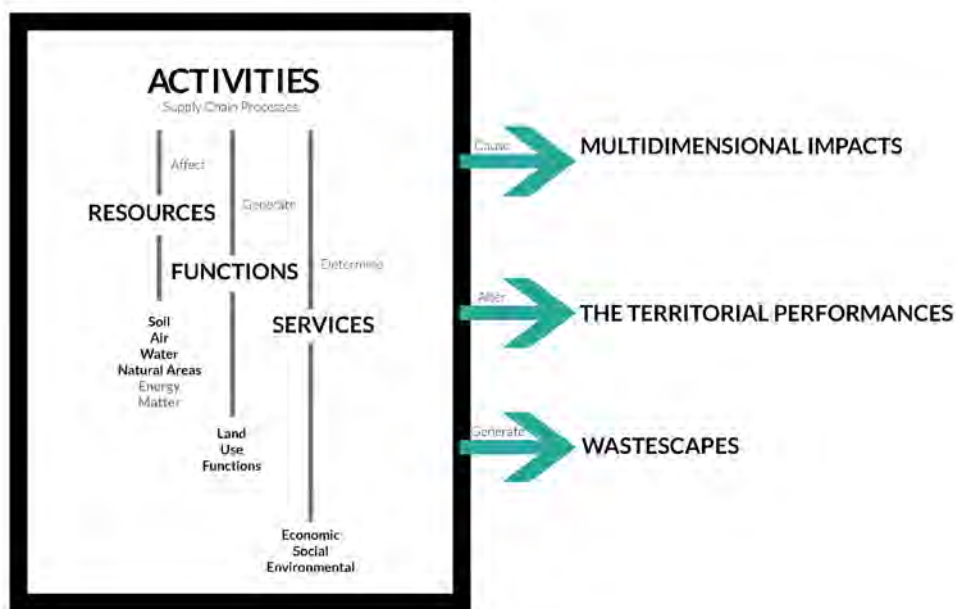 ACTIVITIES
Supply Chain Processes
Affect
RESOURCES
Generate
FUNCTIONS
Determine
SERVICES
Soil
Air
Water
Natural Areas
Energy
Matter
Land
Use
Functions
Economic
Social
Environmental
Cause
MULTIDIMENSIONAL IMPACTS
Alter
THE TERRITORIAL PERFORMANCES
Generate
WASTESCAPES